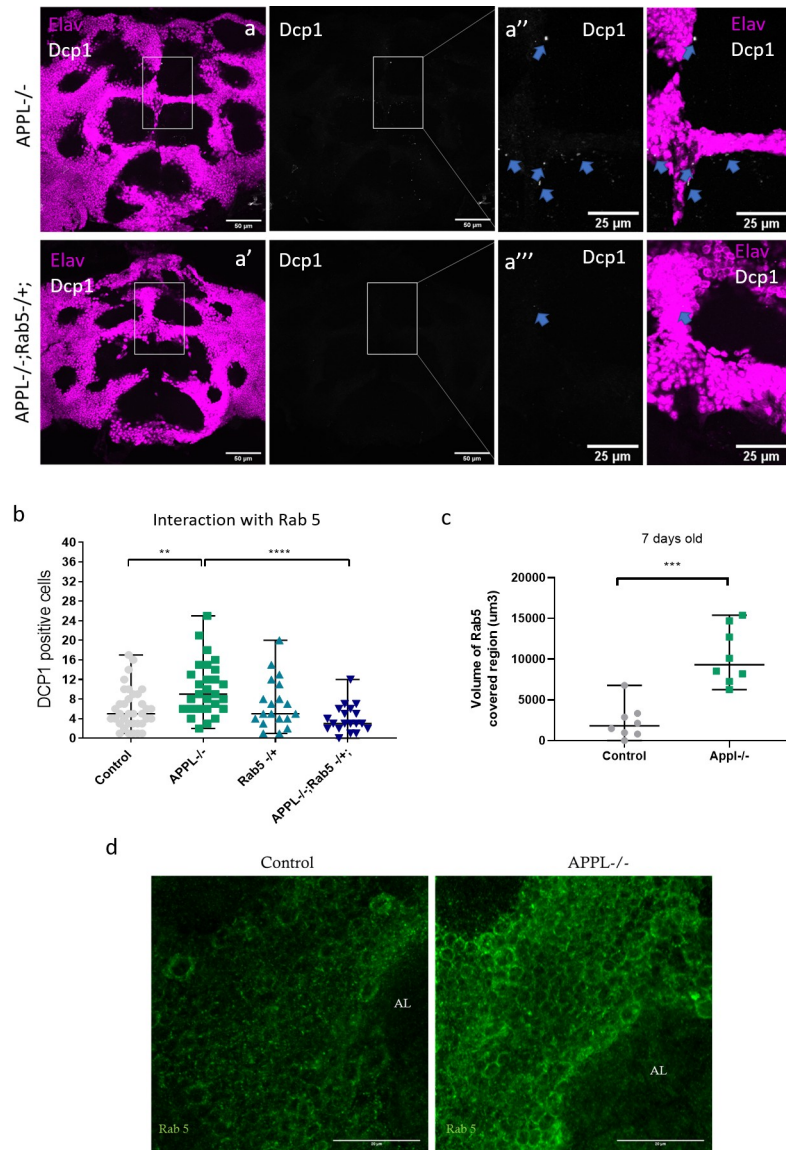 Elav
Dcp1
a
Dcp1
a''
Dcp1
Elav
Dcp1
APPL-/-
50 µm
50 µm
25 µm
25 µm
Elav
Dcp1
a'
Dcp1
a'''
Dcp1
Elav
Dcp1
APPL-/-;Rab5-/+;
50 µm
50 µm
25 µm
25 µm
b
Interaction with Rab 5
DCP1 positive cells
40
36
32
28
24
20
16
12
8
4
0
**
****
Control
APPL-/-
Rab5 -/+
APPL-/-;Rab5 -/+;
c
7 days old
***
Volume of Rab5
covered region (um3)
20000
15000
10000
5000
0
Control
Appl-/-
d
Control
APPL-/-
AL
AL
Rab 5
Rab 5
20 µm
20 µm